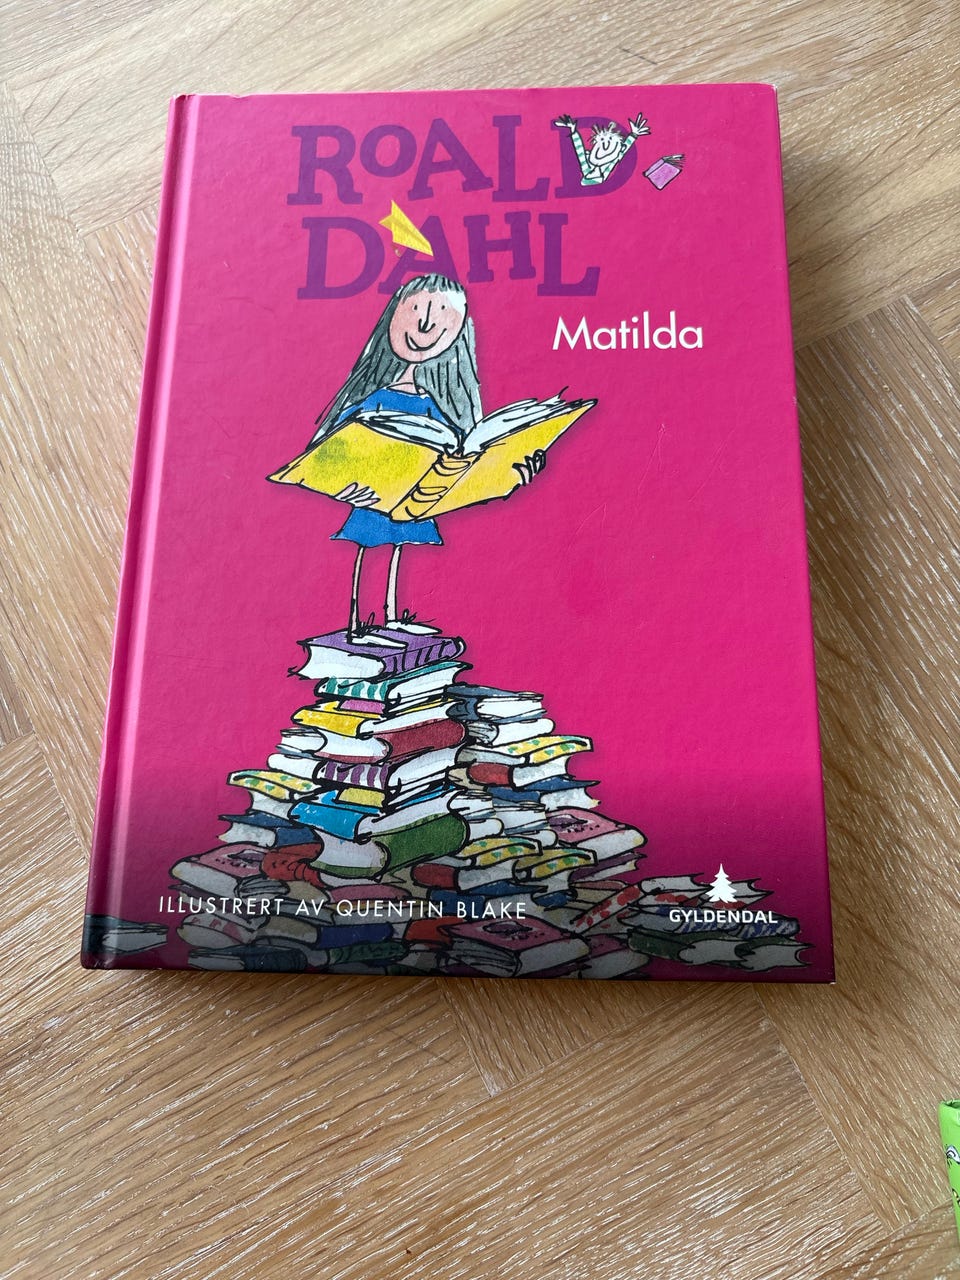 ROALD
DAHL
Matilda
ILLUSTRERT AV QUENTIN BLAKE
GYLDENDAL